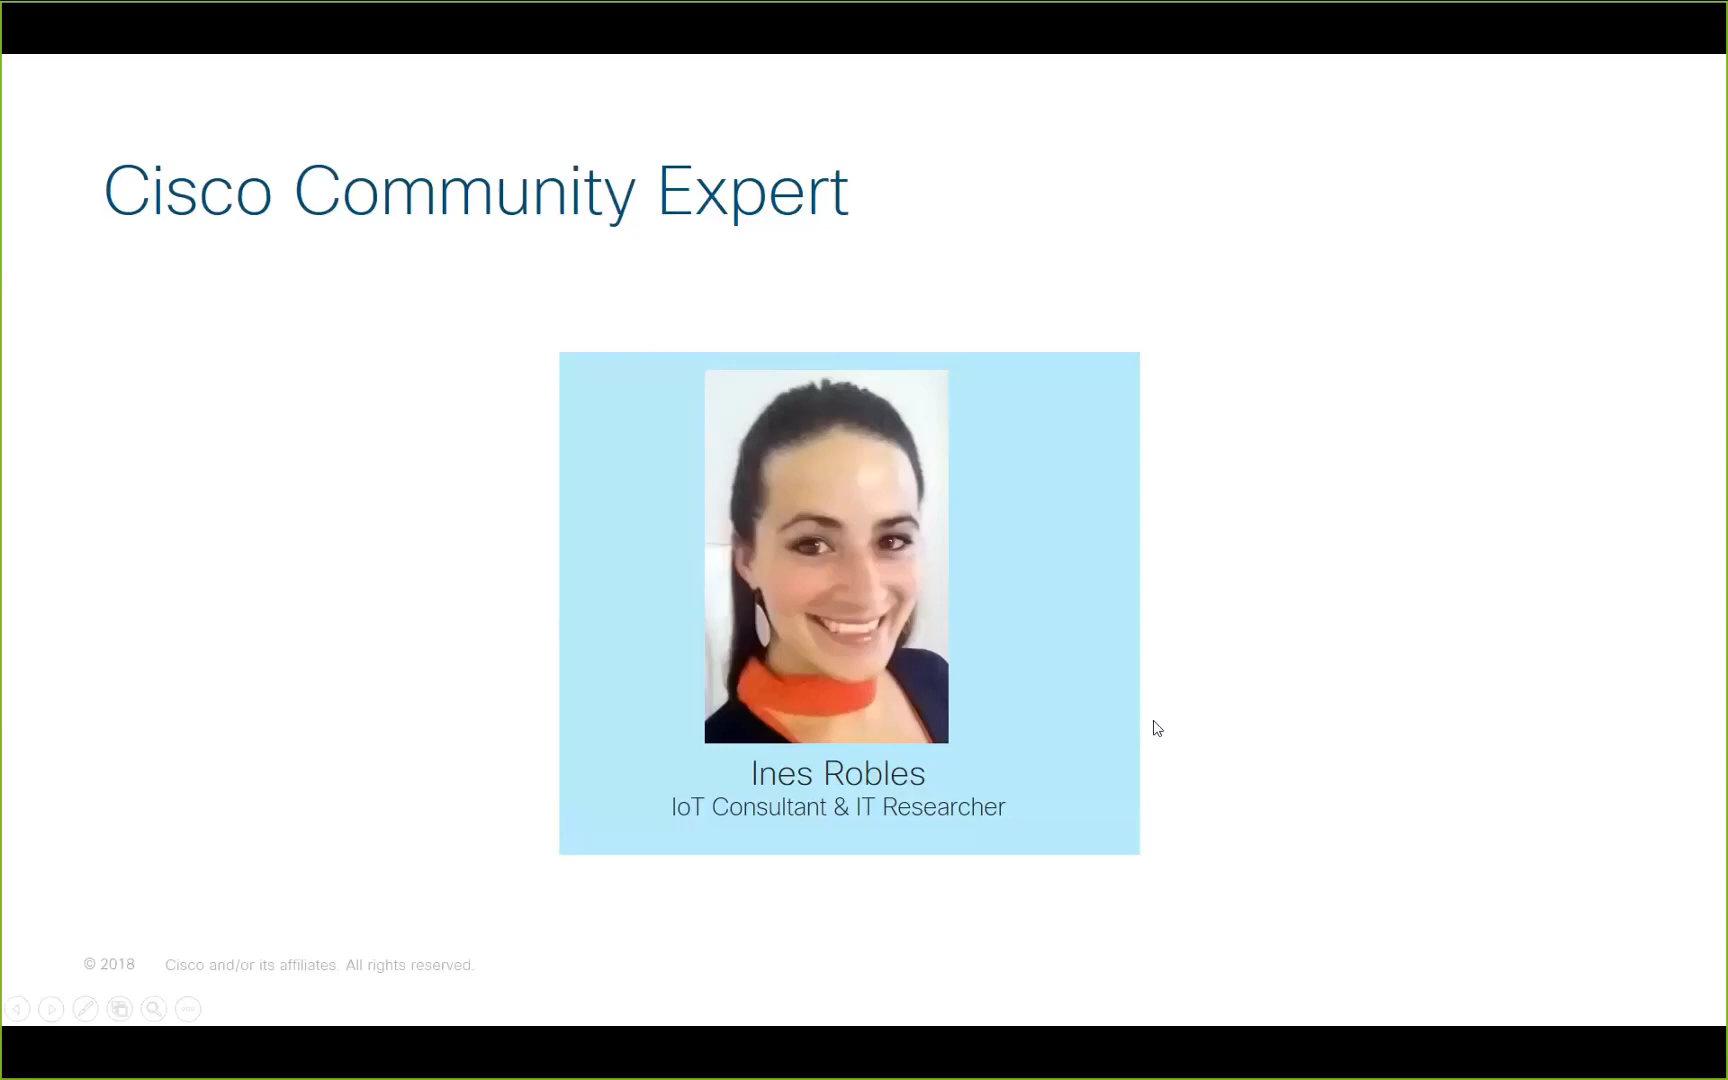 Cisco Community Expert
Ines Robles
IoT Consultant & IT Researcher
© 2018 Cisco and/or its affiliates. All rights reserved.